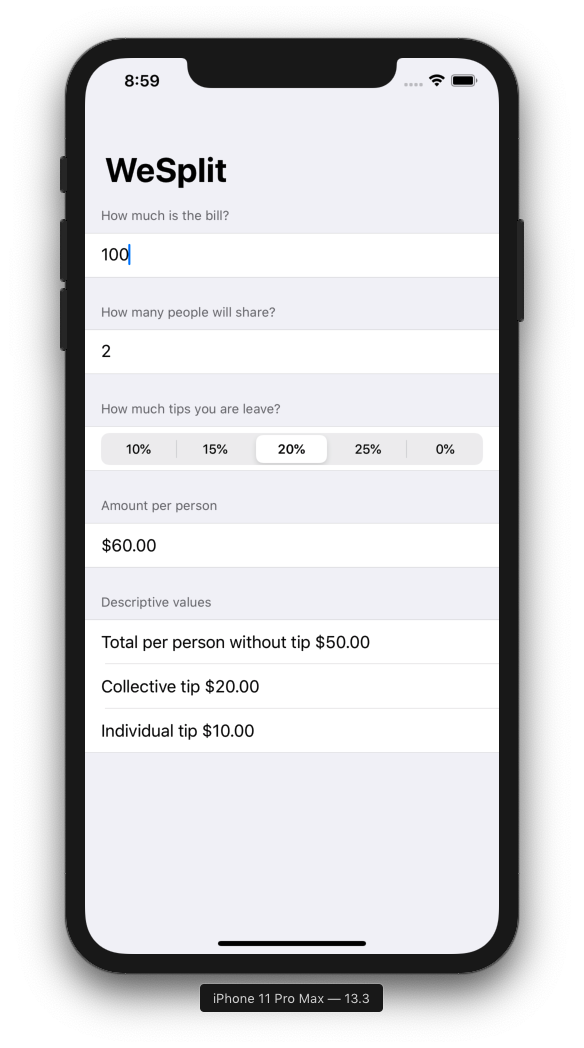 8:59
WeSplit
How much is the bill?
100
How many people will share?
2
How much tips you are leave?
10% 15% 20% 25% 0%
Amount per person
$60.00
Descriptive values
Total per person without tip $50.00
Collective tip $20.00
Individual tip $10.00
iPhone 11 Pro Max — 13.3